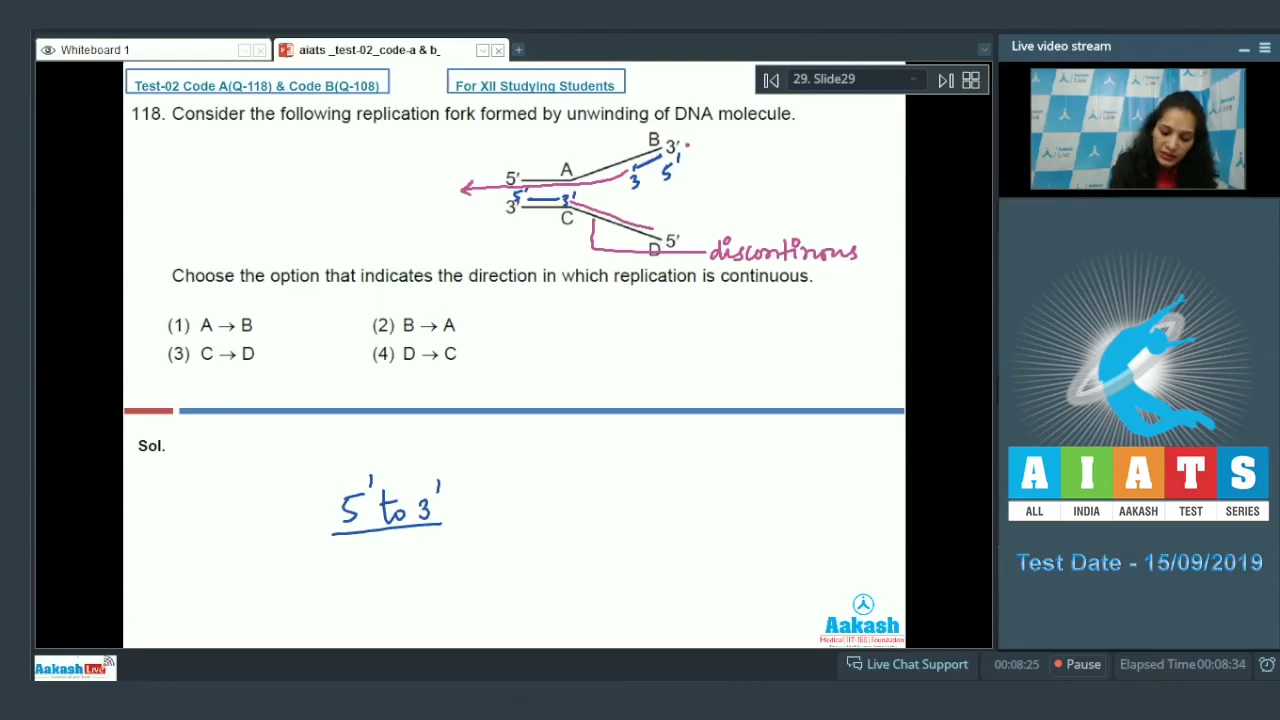 Whiteboard 1
aiats _test-02_code-a & b_
Live video stream
Test-02 Code A(Q-118) & Code B(Q-108)
For XII Studying Students
29. Slide29
118. Consider the following replication fork formed by unwinding of DNA molecule.
B 3'
A
5'
3 5'
5' 3'
3'
C
D 5'
discontinous
Choose the option that indicates the direction in which replication is continuous.
(1) A → B (2) B → A
(3) C → D (4) D → C
Sol.
5' to 3'
A I A T S
ALL INDIA AAKASH TEST SERIES
Test Date - 15/09/2019
Aakash
Medical|IIT-JEE|Foundation
Aakash Live
Live Chat Support
00:08:25
Pause
Elapsed Time 00:08:34